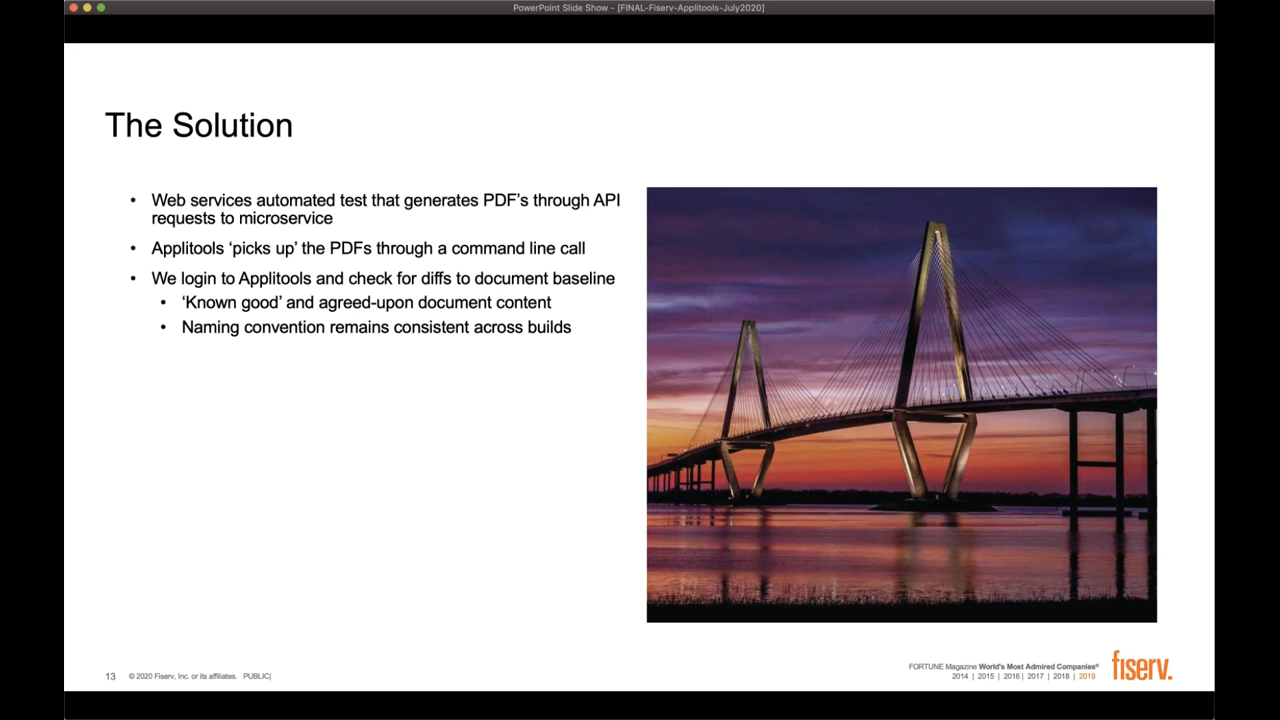 PowerPoint Slide Show - [FINAL-Fiserv-Applitools-July2020]
The Solution
• Web services automated test that generates PDF's through API
requests to microservice
• Applitools ‘picks up’ the PDFs through a command line call
• We login to Applitools and check for diffs to document baseline
• ‘Known good’ and agreed-upon document content
• Naming convention remains consistent across builds
13 © 2020 Fiserv, Inc. or its affiliates. PUBLIC|
FORTUNE Magazine World's Most Admired Companies®
2014 | 2015 | 2016 | 2017 | 2018 | 2019
fiserv.